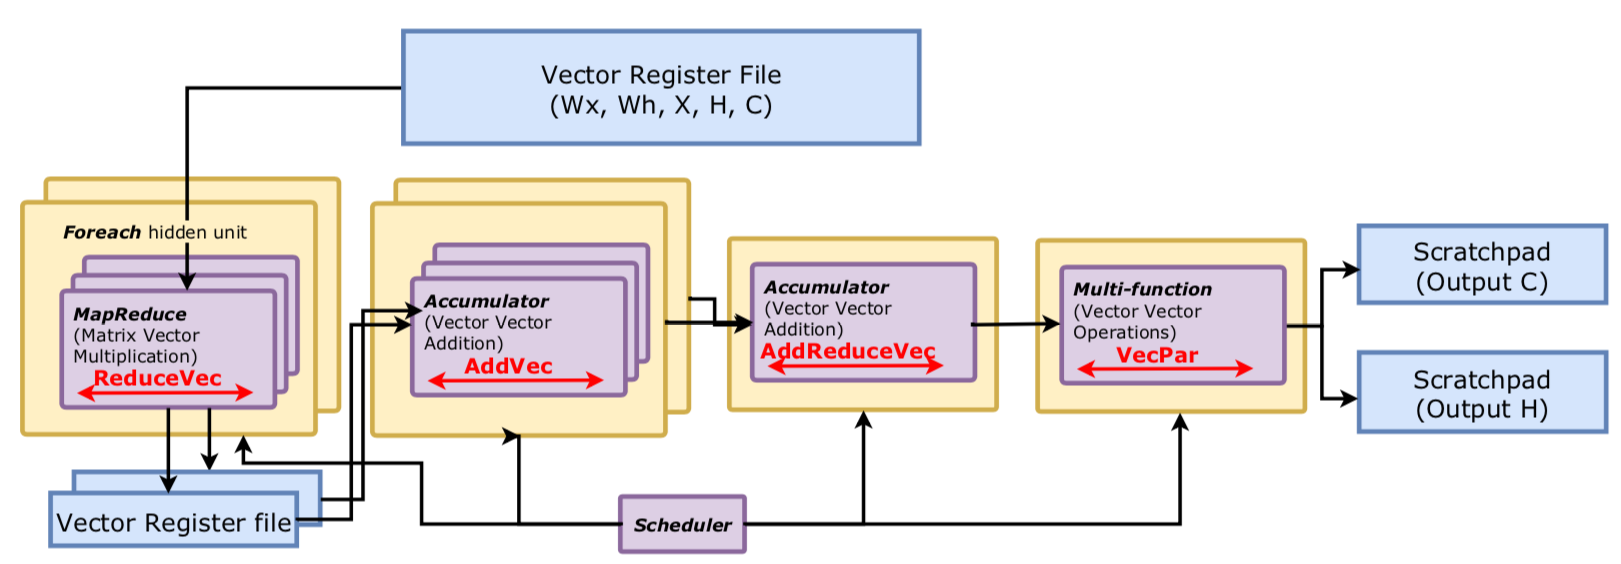 Vector Register File
(Wx, Wh, X, H, C)
Foreach hidden unit
MapReduce
(Matrix Vector
Multiplication)
ReduceVec
Vector Register file
Accumulator
(Vector Vector
Addition)
AddVec
Accumulator
(Vector Vector
Addition)
AddReduceVec
Multi-function
(Vector Vector
Operations)
VecPar
Scratchpad
(Output C)
Scratchpad
(Output H)
Scheduler